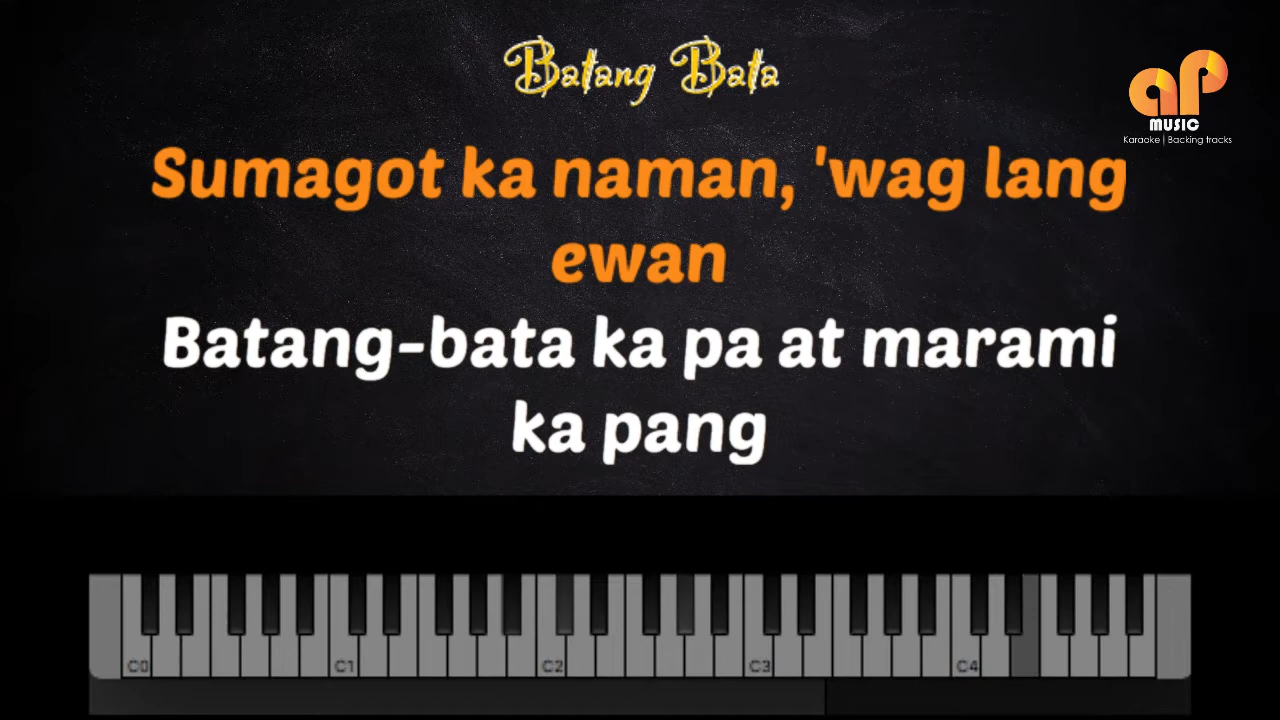 Batang Bata
aP
MUSIC
Karaoke | Backing tracks
Sumagot ka naman, 'wag lang
ewan
Batang-bata ka pa at marami
ka pang
C0 C1 C2 C3 C4